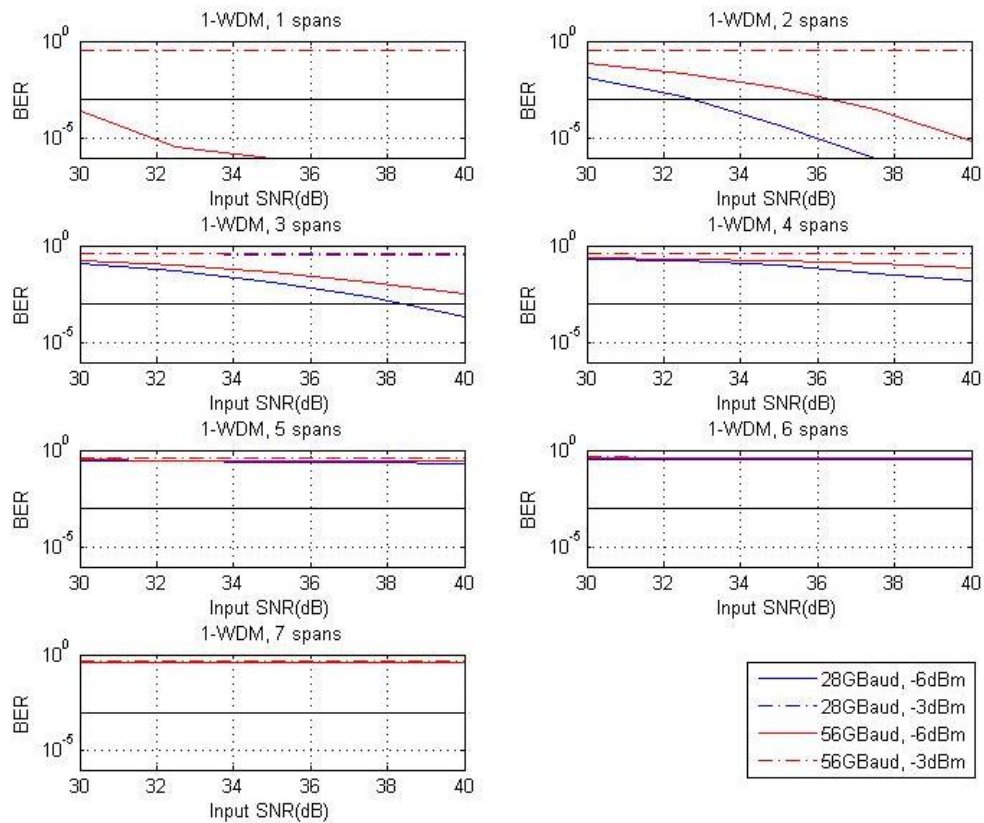 1-WDM, 1 spans
10^0
10^-5
BER
30 32 34 36 38 40
Input SNR(dB)
1-WDM, 2 spans
10^0
10^-5
BER
30 32 34 36 38 40
Input SNR(dB)
1-WDM, 3 spans
10^0
10^-5
BER
30 32 34 36 38 40
Input SNR(dB)
1-WDM, 4 spans
10^0
10^-5
BER
30 32 34 36 38 40
Input SNR(dB)
1-WDM, 5 spans
10^0
10^-5
BER
30 32 34 36 38 40
Input SNR(dB)
1-WDM, 6 spans
10^0
10^-5
BER
30 32 34 36 38 40
Input SNR(dB)
1-WDM, 7 spans
10^0
10^-5
BER
30 32 34 36 38 40
Input SNR(dB)
28GBaud, -6dBm
28GBaud, -3dBm
56GBaud, -6dBm
56GBaud, -3dBm